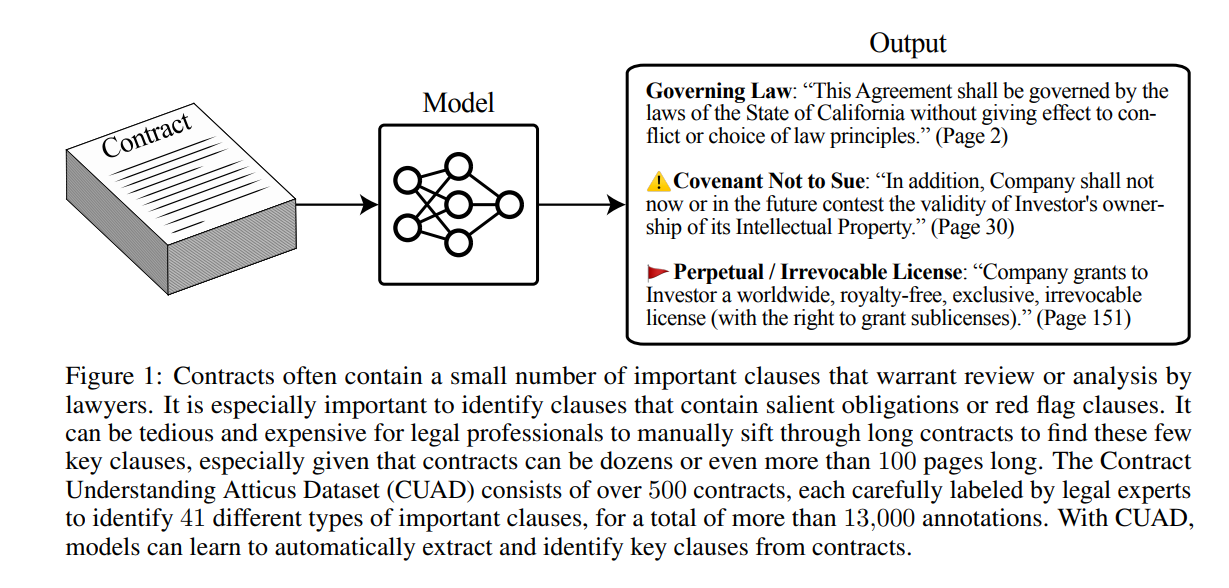 Output
Model
Contract
Governing Law: “This Agreement shall be governed by the
laws of the State of California without giving effect to con-
flict or choice of law principles.” (Page 2)
Covenant Not to Sue: “In addition, Company shall not
now or in the future contest the validity of Investor's owner-
ship of its Intellectual Property.” (Page 30)
Perpetual / Irrevocable License: “Company grants to
Investor a worldwide, royalty-free, exclusive, irrevocable
license (with the right to grant sublicenses).” (Page 151)
Figure 1: Contracts often contain a small number of important clauses that warrant review or analysis by
lawyers. It is especially important to identify clauses that contain salient obligations or red flag clauses. It
can be tedious and expensive for legal professionals to manually sift through long contracts to find these few
key clauses, especially given that contracts can be dozens or even more than 100 pages long. The Contract
Understanding Atticus Dataset (CUAD) consists of over 500 contracts, each carefully labeled by legal experts
to identify 41 different types of important clauses, for a total of more than 13,000 annotations. With CUAD,
models can learn to automatically extract and identify key clauses from contracts.